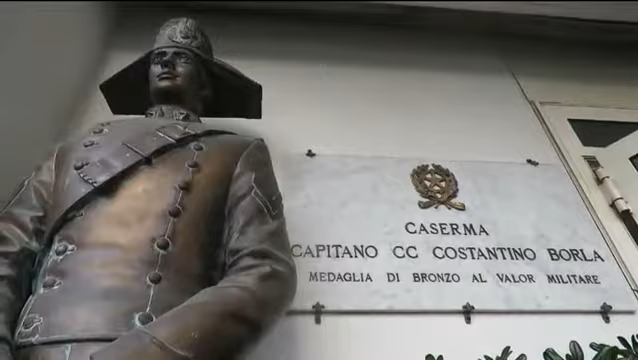 CASERMA
CAPITANO CC COSTANTINO BORLA
MEDAGLIA DI BRONZO AL VALOR MILITARE